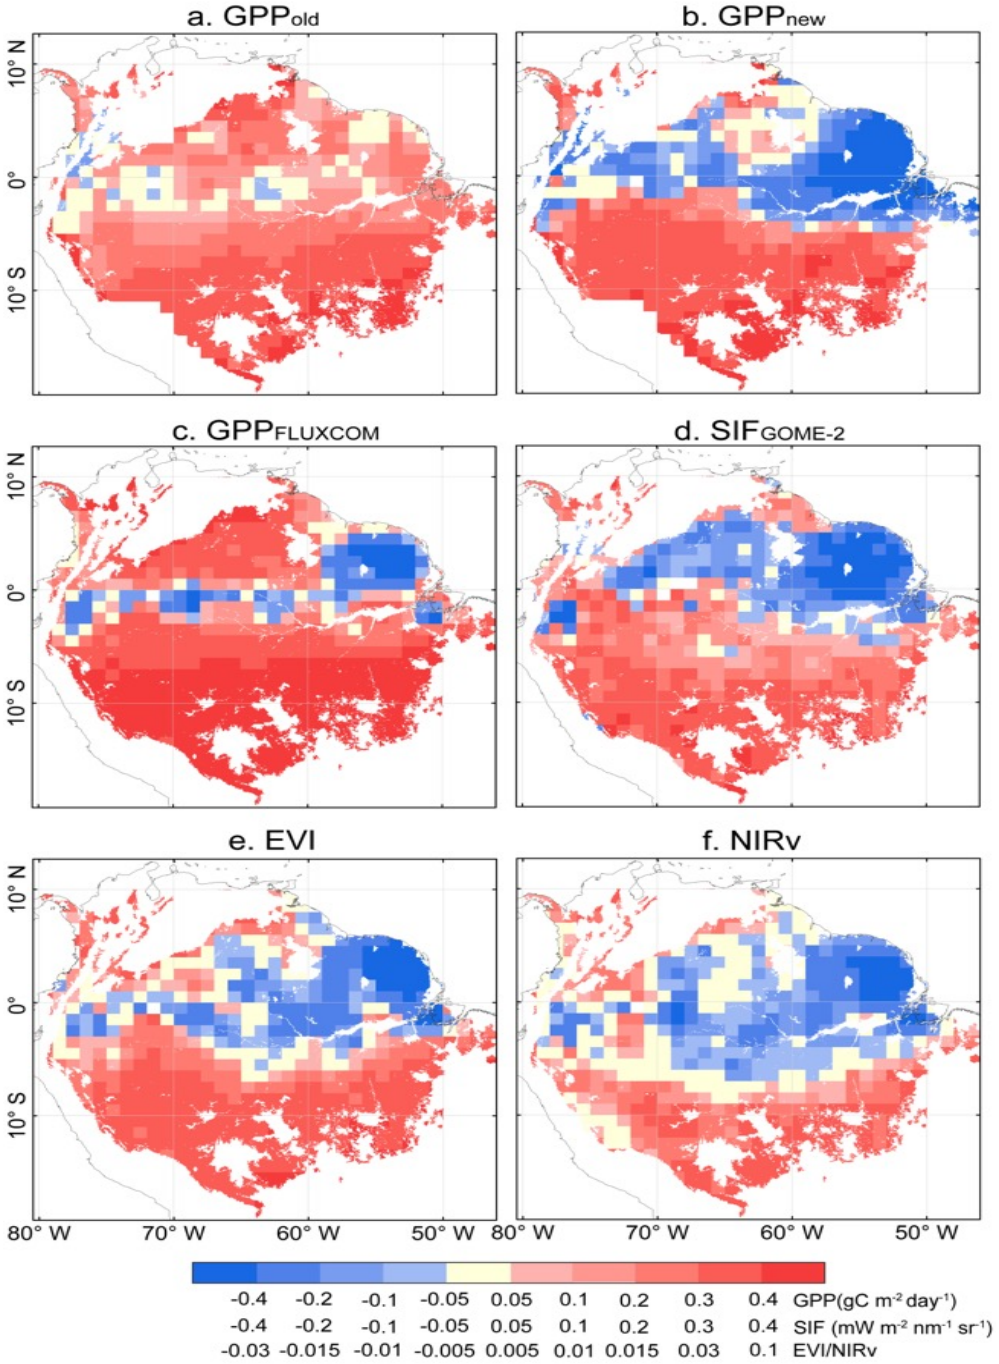 a. GPPold
b. GPPnew
10° N
0°
10° S
c. GPPFLUXCOM
d. SIFGOME-2
10° N
0°
10° S
e. EVI
f. NIRv
10° N
0°
10° S
80° W 70° W 60° W 50° W 80° W 70° W 60° W 50° W
-0.4 -0.2 -0.1 -0.05 0.05 0.1 0.2 0.3 0.4 GPP(gC m⁻² day⁻¹)
-0.4 -0.2 -0.1 -0.05 0.05 0.1 0.2 0.3 0.4 SIF (mW m⁻² nm⁻¹ sr⁻¹)
-0.03 -0.015 -0.01 -0.005 0.005 0.01 0.015 0.03 0.1 EVI/NIRv